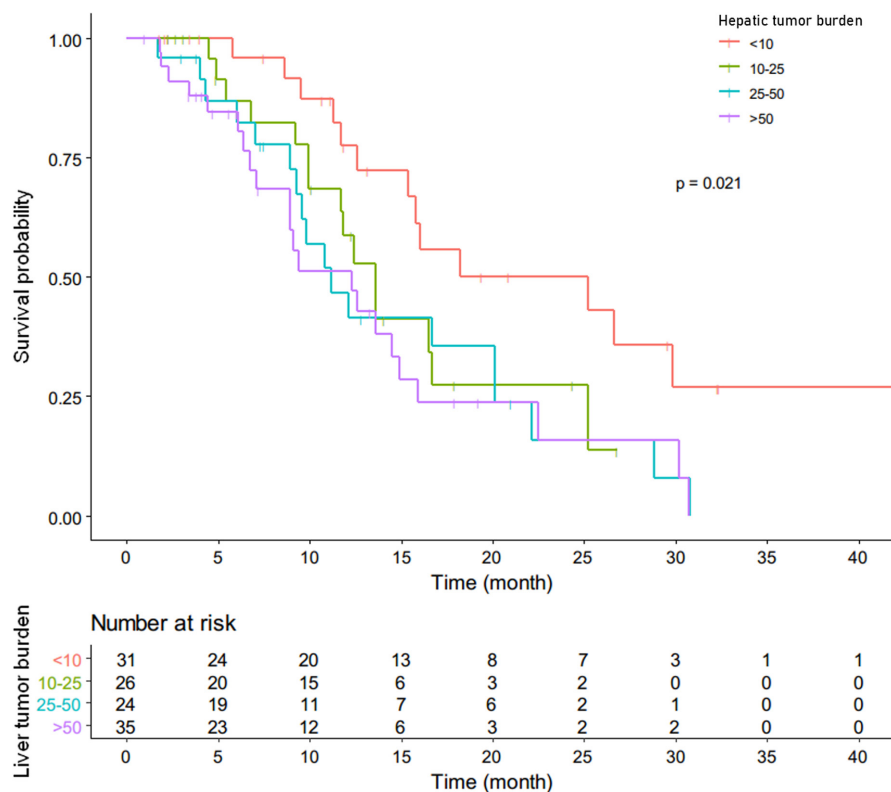 Hepatic tumor burden
<10
10-25
25-50
>50
p = 0.021
Survival probability
1.00
0.75
0.50
0.25
0.00
0 5 10 15 20 25 30 35 40
Time (month)
Number at risk
Liver tumor burden
<10 31 24 20 13 8 7 3 1 1
10-25 26 20 15 6 3 2 0 0 0
25-50 24 19 11 7 6 2 1 0 0
>50 35 23 12 6 3 2 2 0 0
0 5 10 15 20 25 30 35 40
Time (month)